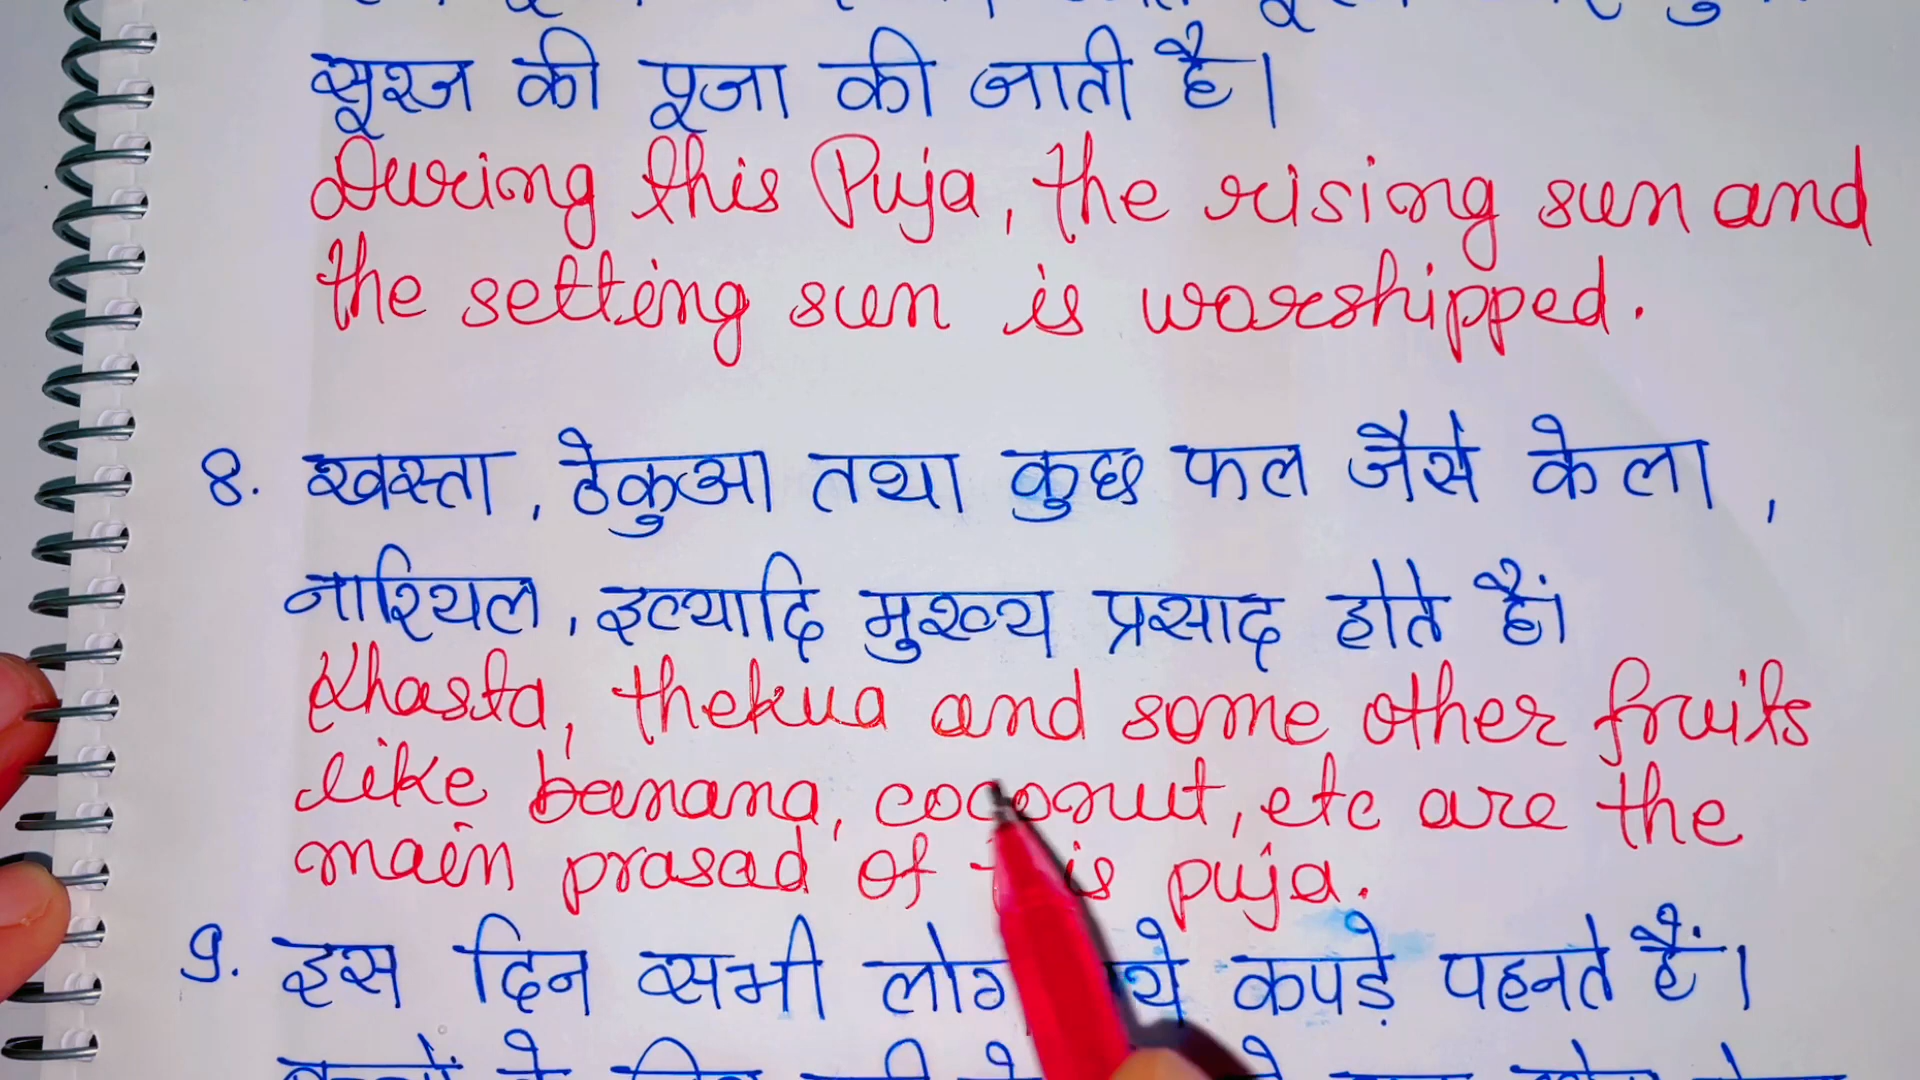 सूरज की पूजा की जाती है।
During this Puja, the rising sun and
the setting sun is worshipped.
8. खस्ता, ठेकुआ तथा कुछ फल जैसे केला,
नारियल, इत्यादि मुख्य प्रसाद होते हैं।
Khasta, thekua and some other fruits
like banana, coconut, etc are the
main prasad of this puja.
9. इस दिन सभी लोग नये कपड़े पहनते हैं।